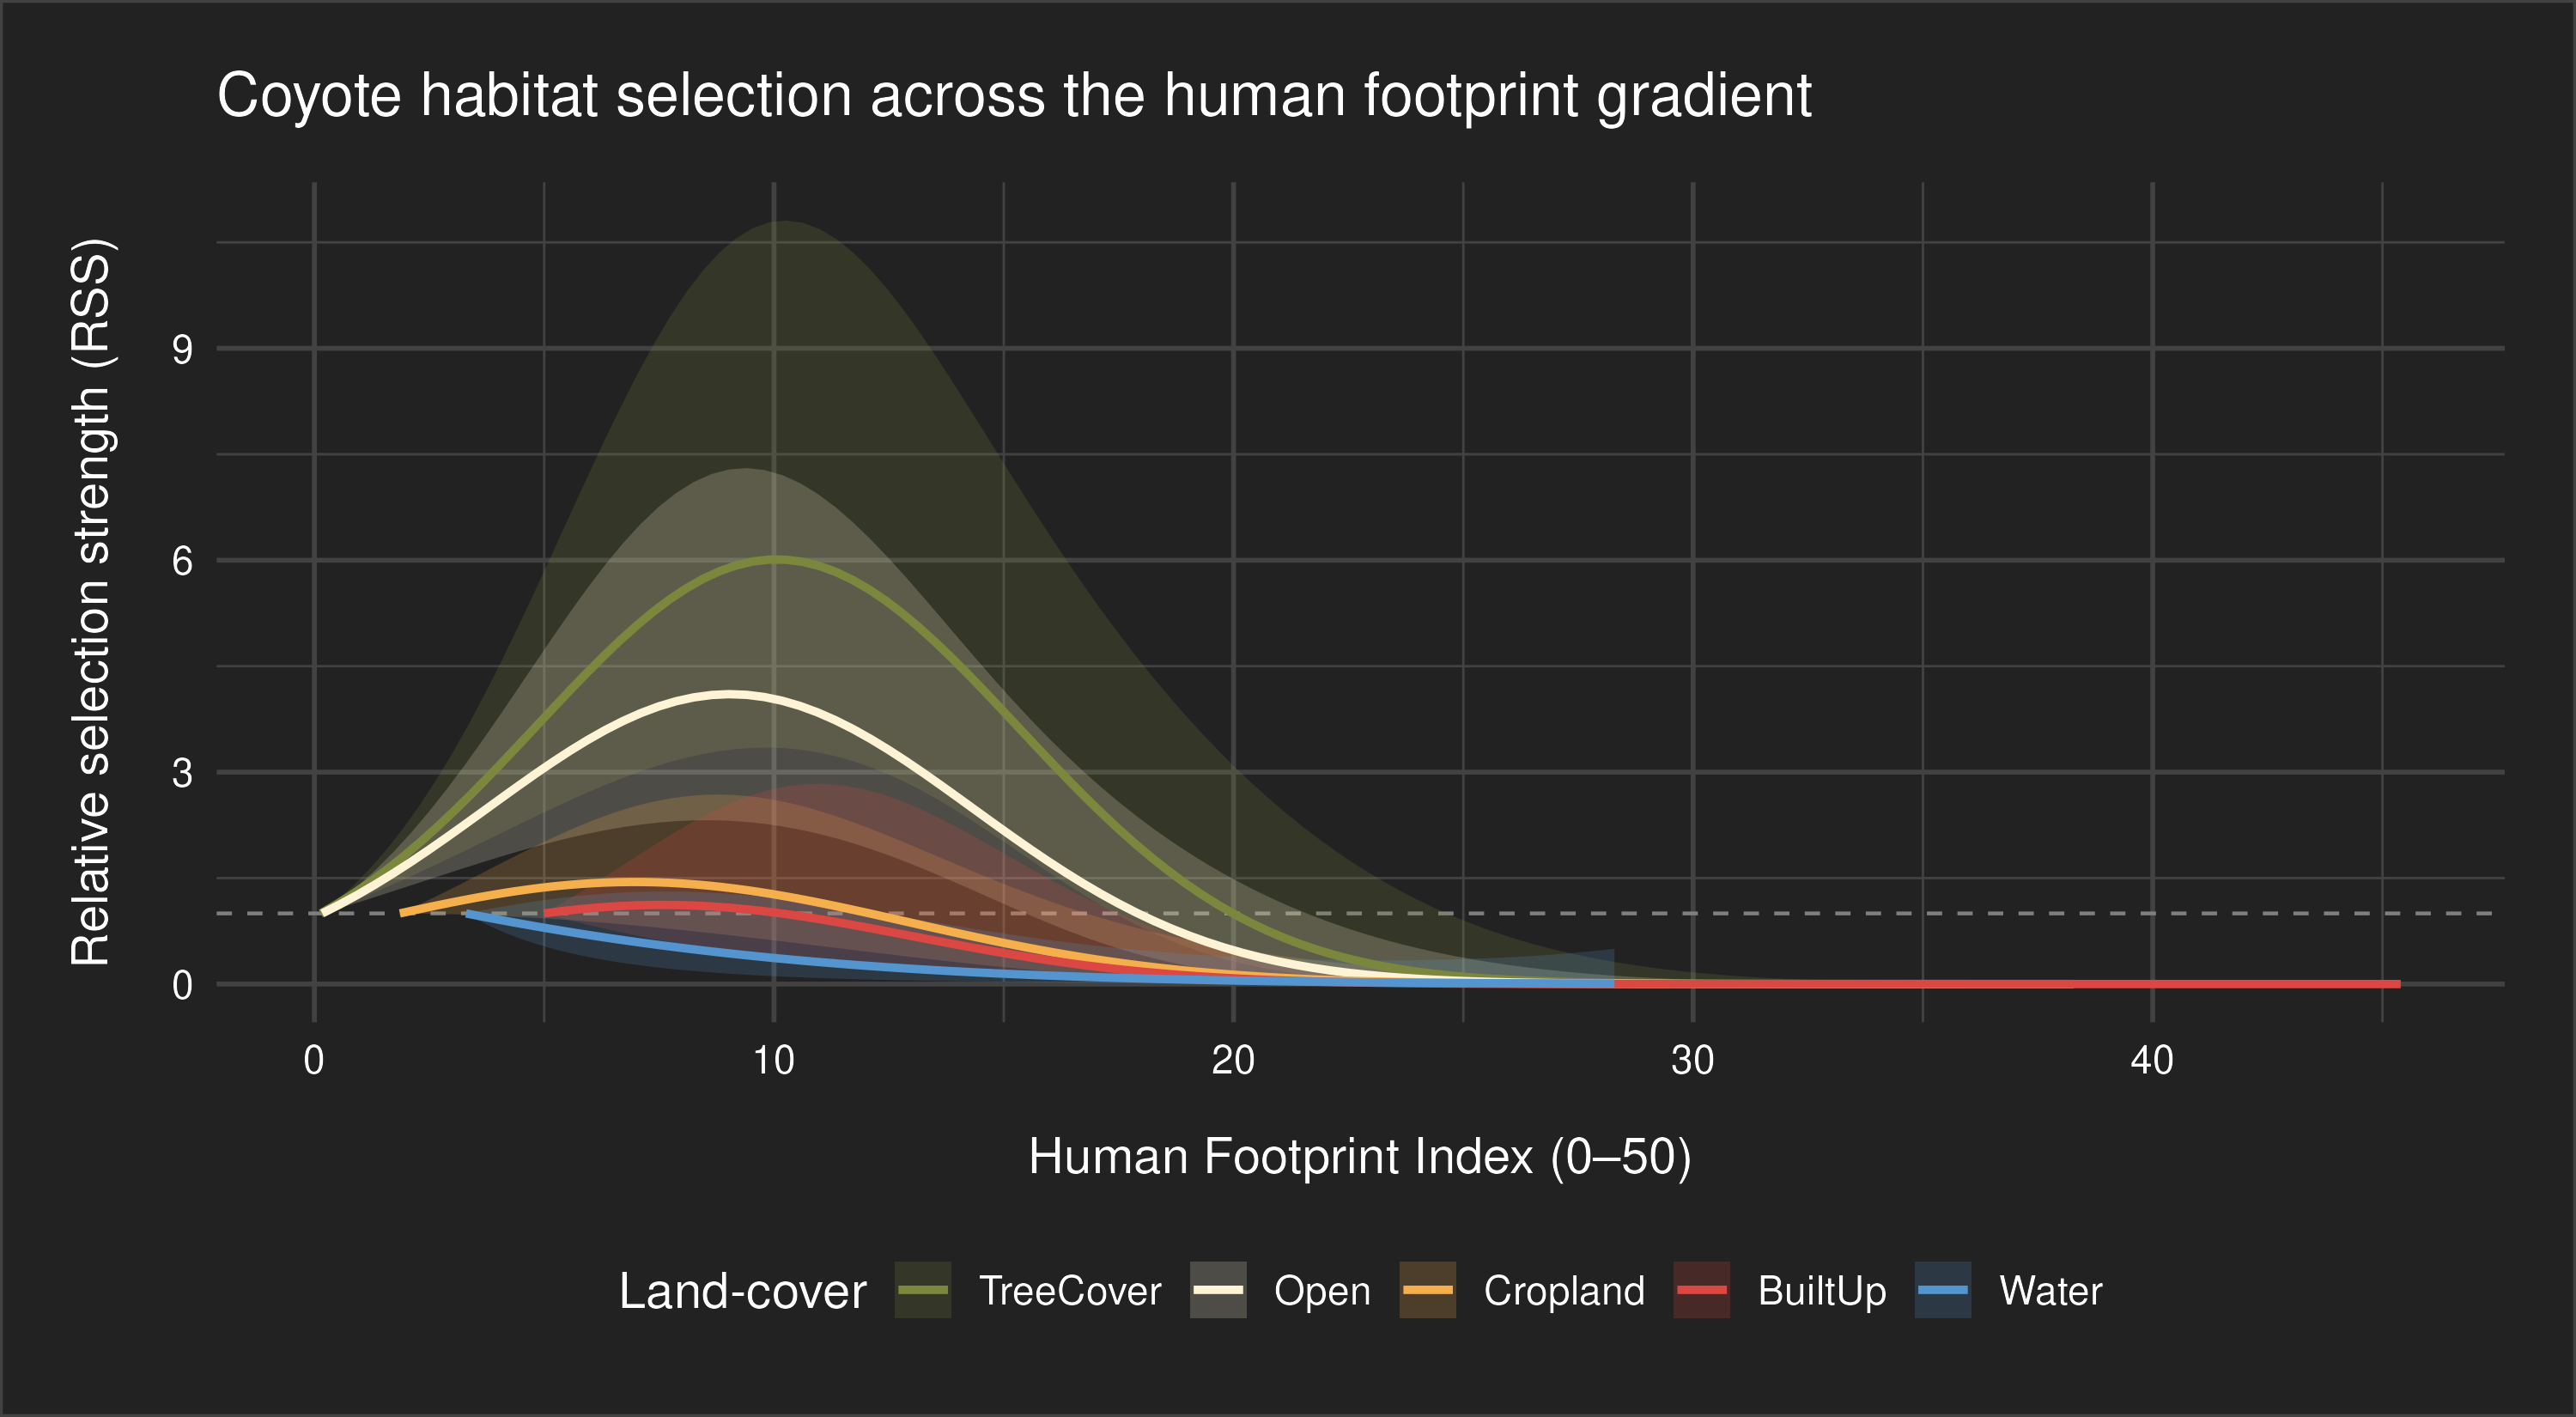 Coyote habitat selection across the human footprint gradient
Relative selection strength (RSS)
9
6
3
0
0 10 20 30 40
Human Footprint Index (0–50)
Land-cover TreeCover Open Cropland BuiltUp Water